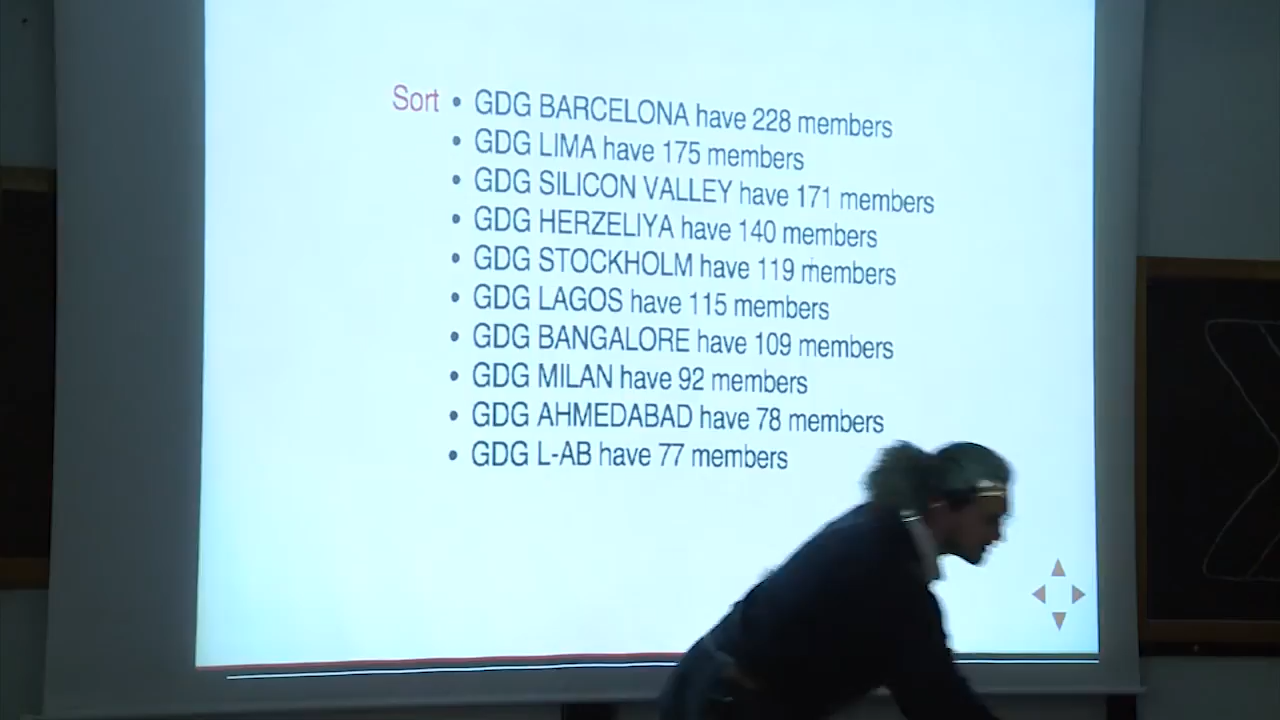 Sort • GDG BARCELONA have 228 members
• GDG LIMA have 175 members
• GDG SILICON VALLEY have 171 members
• GDG HERZELIYA have 140 members
• GDG STOCKHOLM have 119 members
• GDG LAGOS have 115 members
• GDG BANGALORE have 109 members
• GDG MILAN have 92 members
• GDG AHMEDABAD have 78 members
• GDG L-AB have 77 members